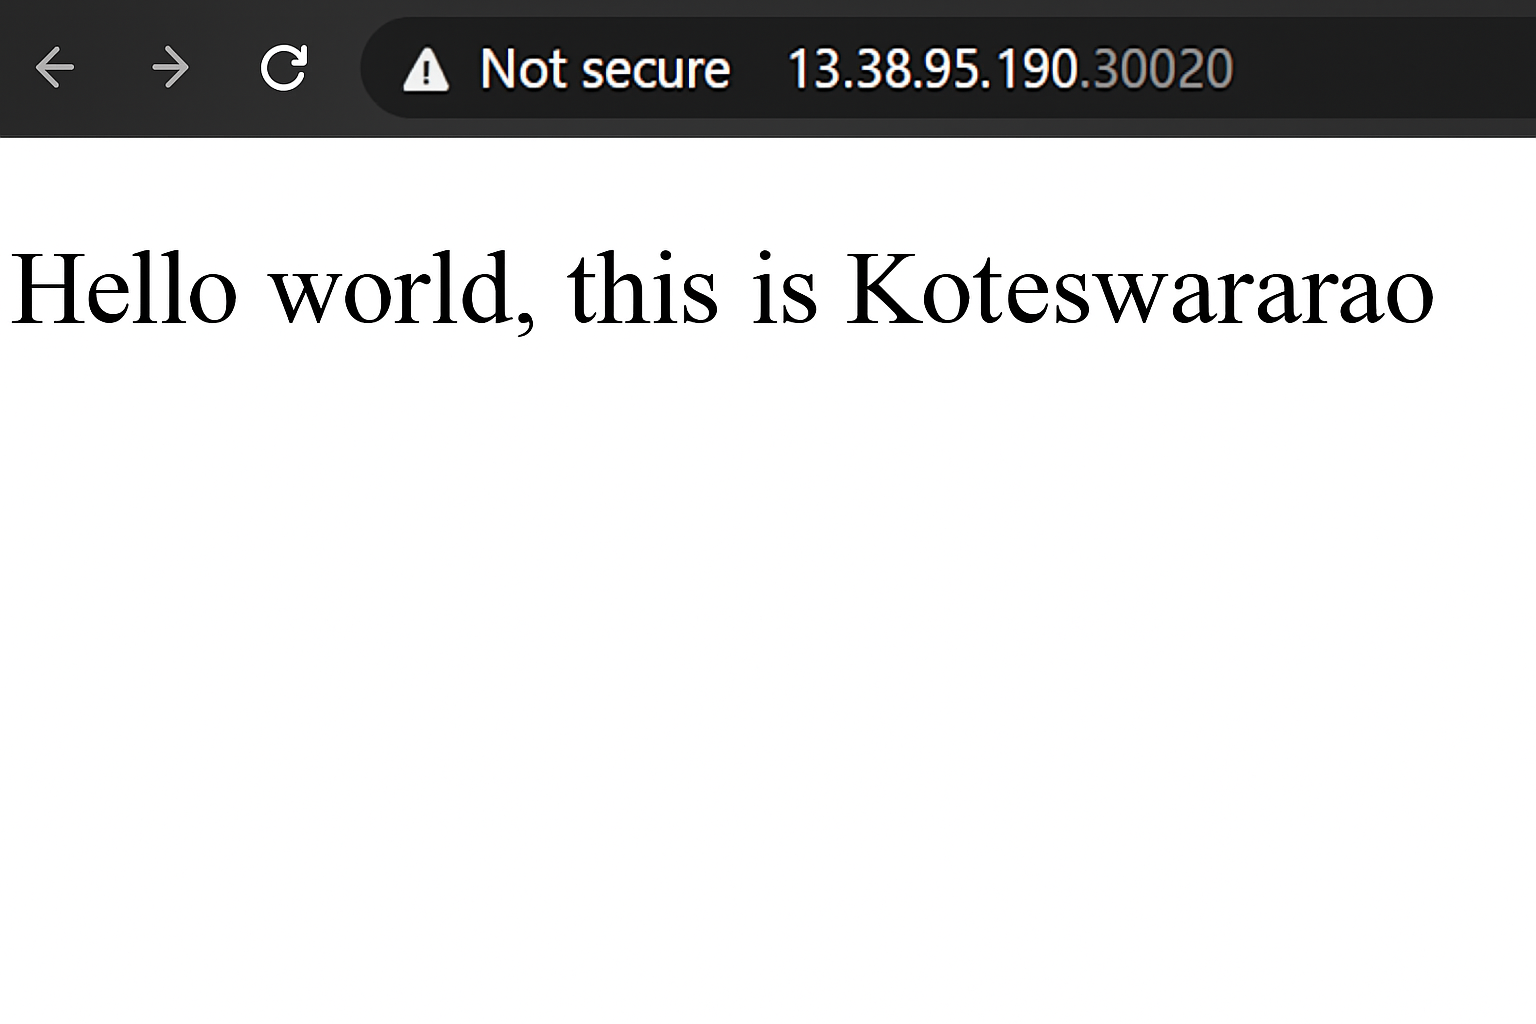 Not secure 13.38.95.190.30020
Hello world, this is Koteswararao